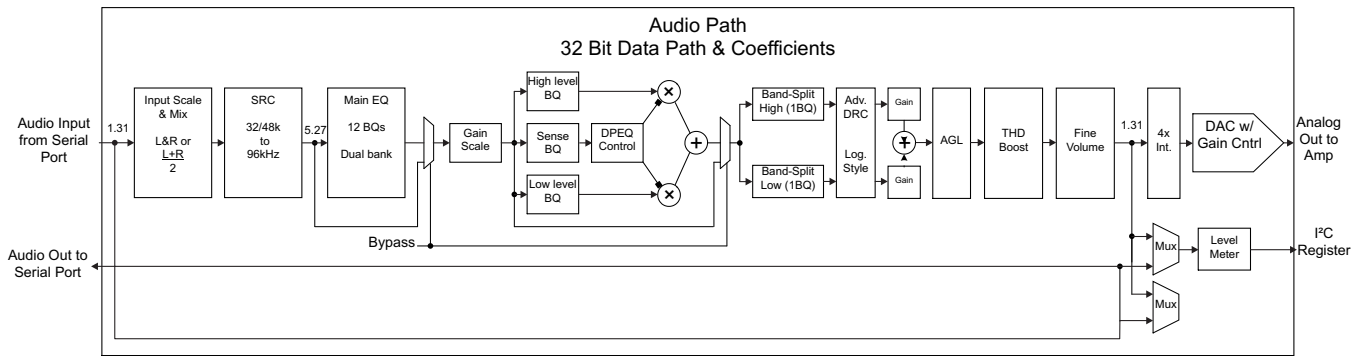 Audio Path
32 Bit Data Path & Coefficients
Audio Input
from Serial
Port
1.31
Input Scale
& Mix
L&R or
L+R
2
SRC
32/48k
to
96kHz
5.27
Main EQ
12 BQs
Dual bank
Gain
Scale
High level
BQ
Sense
BQ
DPEQ
Control
Low level
BQ
Band-Split
High (1BQ)
Band-Split
Low (1BQ)
Adv.
DRC
Log.
Style
Gain
Gain
AGL
THD
Boost
Fine
Volume
1.31
4x
Int.
DAC w/
Gain Cntrl
Analog
Out to
Amp
Bypass
Audio Out to
Serial Port
Mux
Level
Meter
I²C
Register
Mux